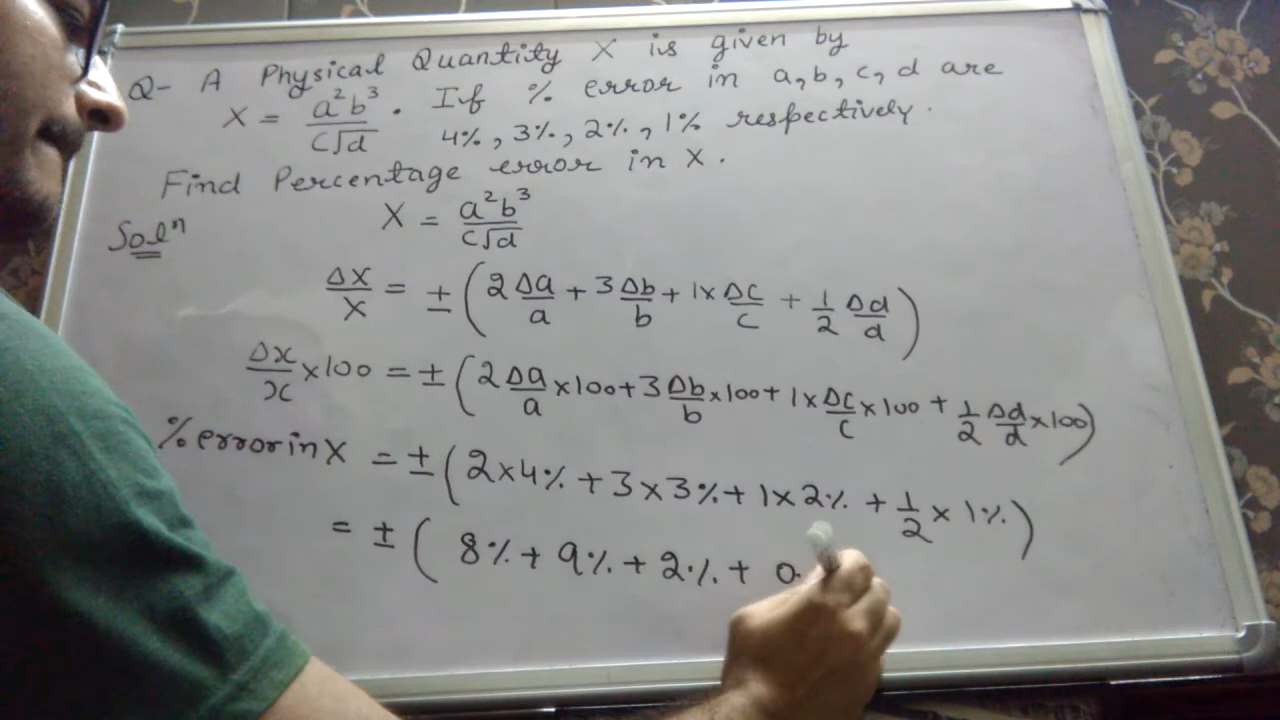 Q- A Physical Quantity X is given by
X = a²b³/c√d . If % error in a, b, c, d are
4%, 3%, 2%, 1% respectively.
Find Percentage error in X.
Solⁿ
X = a²b³/c√d
ΔX/X = ± (2 Δa/a + 3 Δb/b + 1 × Δc/c + 1/2 Δd/d)
Δx/x × 100 = ± (2 Δa/a × 100 + 3 Δb/b × 100 + 1 × Δc/c × 100 + 1/2 Δd/d × 100)
% error in X = ± (2 × 4% + 3 × 3% + 1 × 2% + 1/2 × 1%)
= ± ( 8% + 9% + 2% + 0.